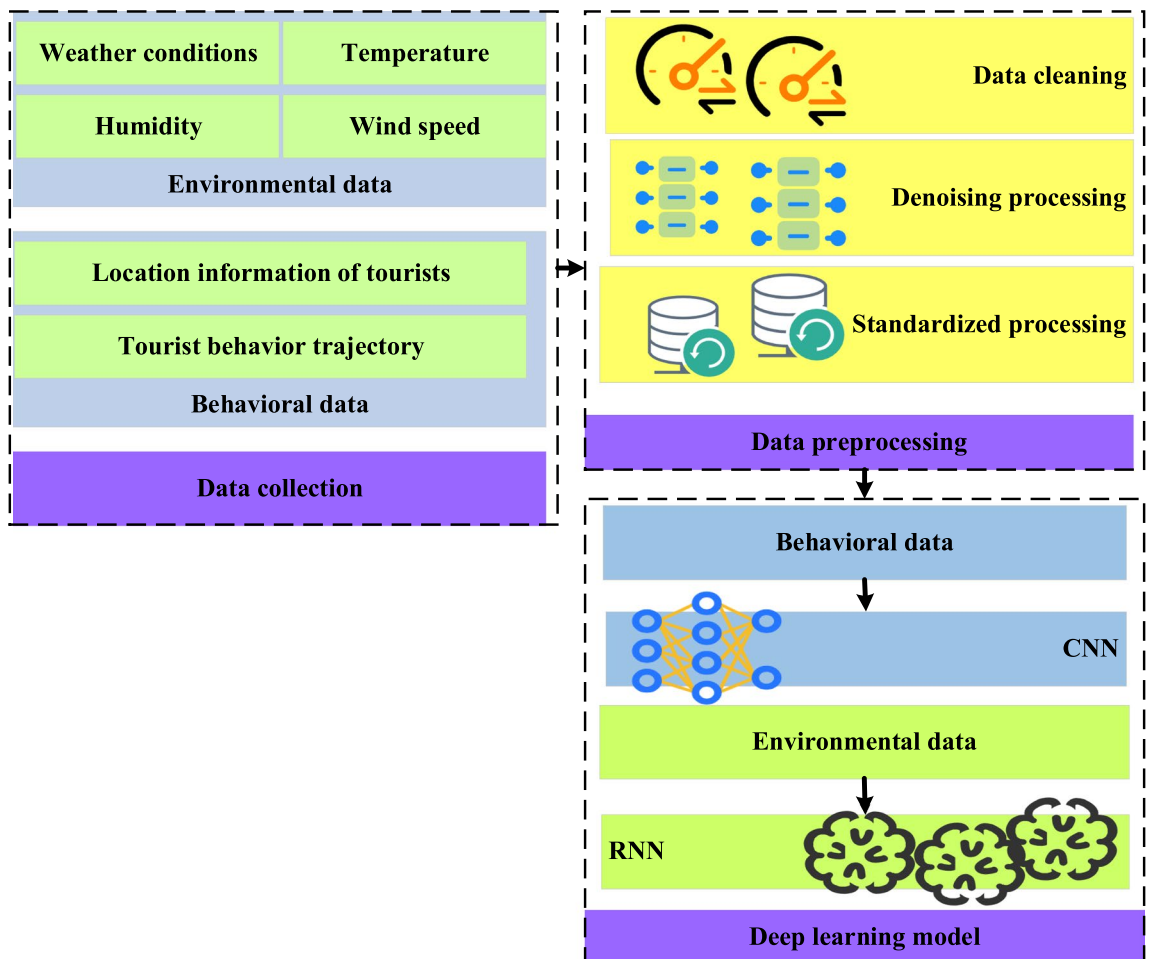 Weather conditions
Temperature
Humidity
Wind speed
Environmental data
Location information of tourists
Tourist behavior trajectory
Behavioral data
Data collection
Data cleaning
Denoising processing
Standardized processing
Data preprocessing
Behavioral data
CNN
Environmental data
RNN
Deep learning model